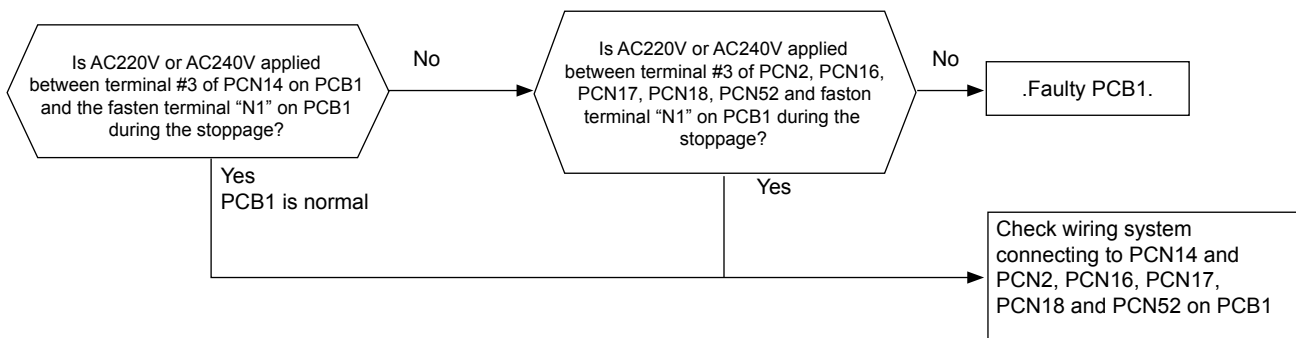 Is AC220V or AC240V applied
between terminal #3 of PCN14 on PCB1
and the fasten terminal “N1” on PCB1
during the stoppage?
No
Is AC220V or AC240V applied
between terminal #3 of PCN2, PCN16,
PCN17, PCN18, PCN52 and faston
terminal “N1” on PCB1 during the
stoppage?
No
.Faulty PCB1.
Yes
PCB1 is normal
Yes
Check wiring system
connecting to PCN14 and
PCN2, PCN16, PCN17,
PCN18 and PCN52 on PCB1